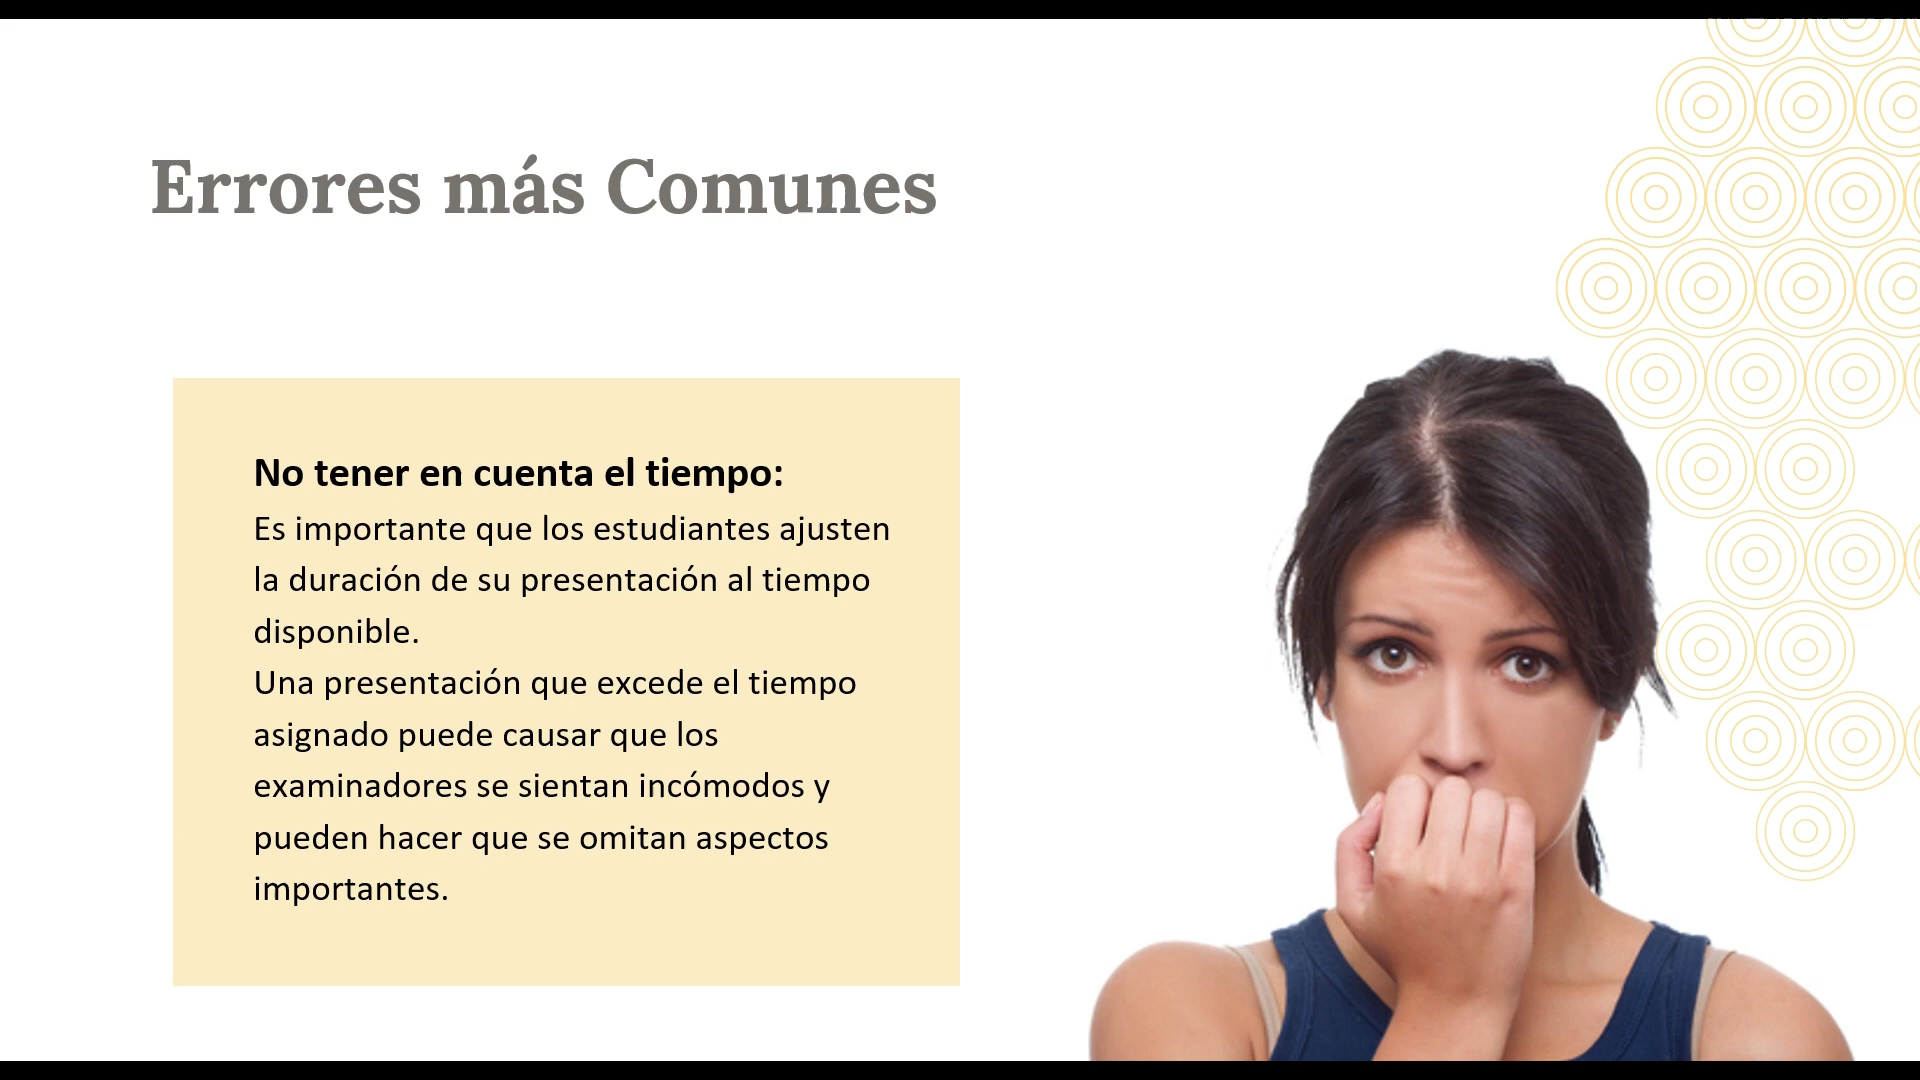 Errores más Comunes
No tener en cuenta el tiempo:
Es importante que los estudiantes ajusten
la duración de su presentación al tiempo
disponible.
Una presentación que excede el tiempo
asignado puede causar que los
examinadores se sientan incómodos y
pueden hacer que se omitan aspectos
importantes.